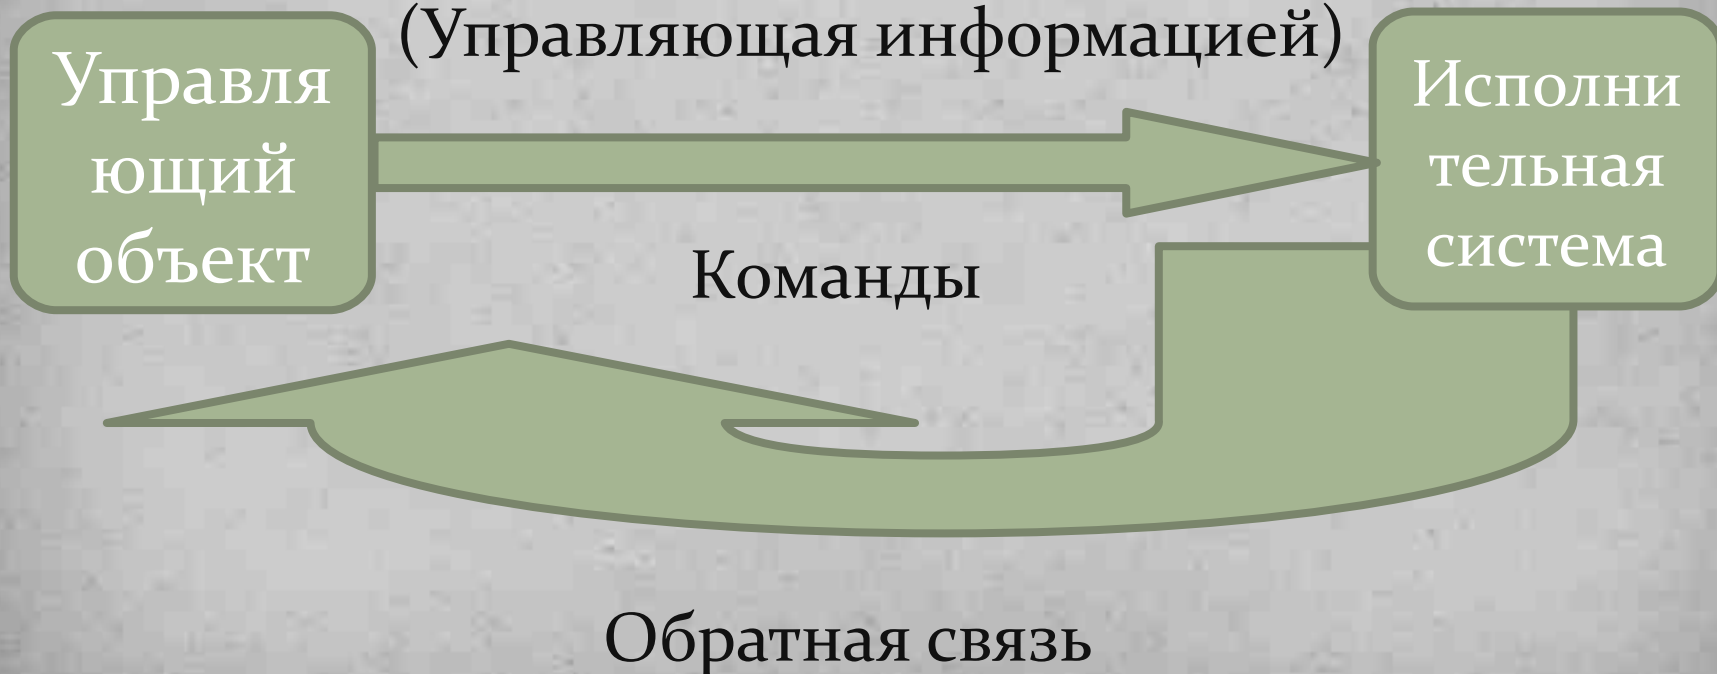 (Управляющая информацией)
Управля
ющий
объект
Исполни
тельная
система
Команды
Обратная связь